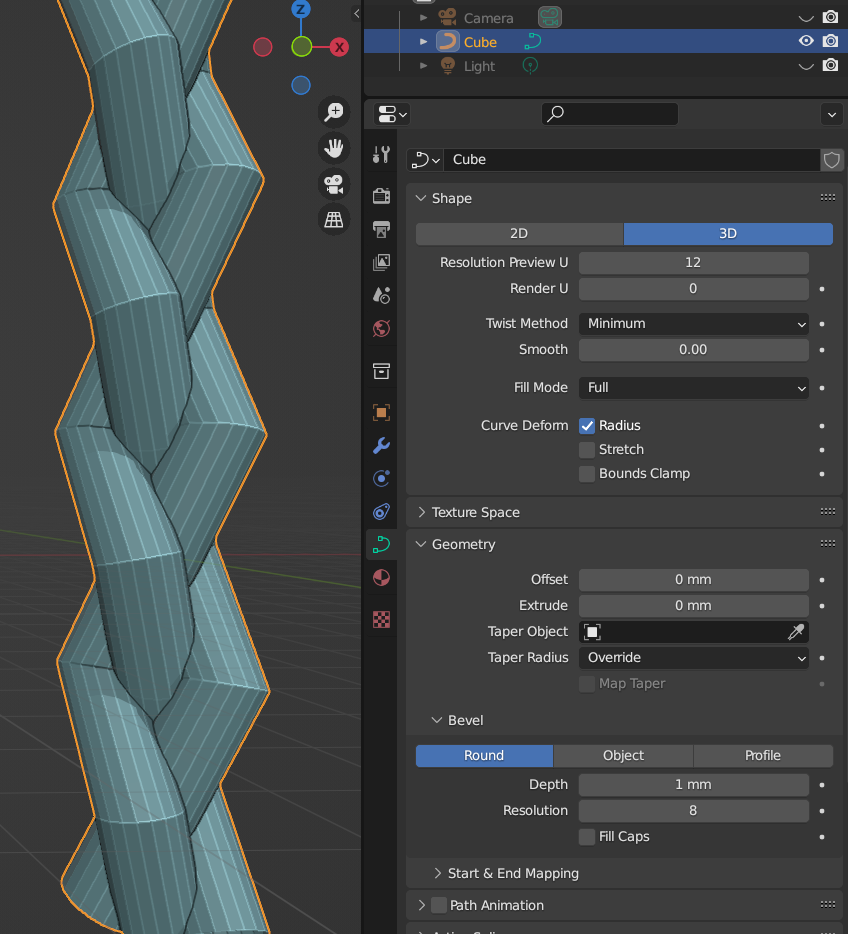 Z
X
Camera
Cube
Light
Cube
Shape
2D 3D
Resolution Preview U 12
Render U 0
Twist Method Minimum
Smooth 0.00
Fill Mode Full
Curve Deform Radius
Stretch
Bounds Clamp
Texture Space
Geometry
Offset 0 mm
Extrude 0 mm
Taper Object
Taper Radius Override
Map Taper
Bevel
Round Object Profile
Depth 1 mm
Resolution 8
Fill Caps
Start & End Mapping
Path Animation